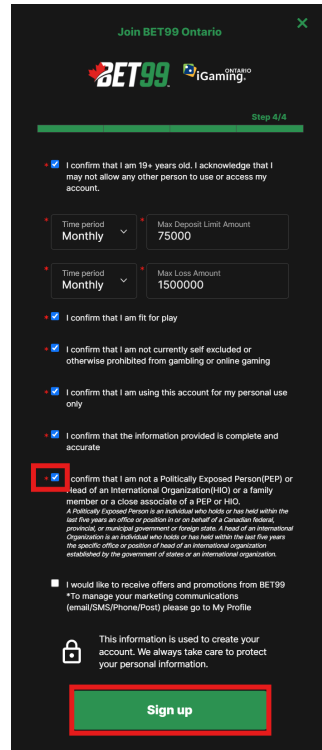 Join BET99 Ontario
BET99.
iGaming. ONTARIO
Step 4/4
* I confirm that I am 19+ years old. I acknowledge that I
may not allow any other person to use or access my
account.
* Time period
Monthly
* Max Deposit Limit Amount
75000
* Time period
Monthly
* Max Loss Amount
1500000
* I confirm that I am fit for play
* I confirm that I am not currently self excluded or
otherwise prohibited from gambling or online gaming
* I confirm that I am using this account for my personal use
only
* I confirm that the information provided is complete and
accurate
* I confirm that I am not a Politically Exposed Person(PEP) or
Head of an International Organization(HIO) or a family
member or a close associate of a PEP or HIO.
A Politically Exposed Person is an individual who holds or has held within the
last five years an office or position in or on behalf of a Canadian federal,
provincial, or municipal government or foreign state. A head of an international
Organization is an individual who holds or has held within the last five years
the specific office or position of head of an international organization
established by the government of states or an international organization.
I would like to receive offers and promotions from BET99
*To manage your marketing communications
(email/SMS/Phone/Post) please go to My Profile
This information is used to create your
account. We always take care to protect
your personal information.
Sign up